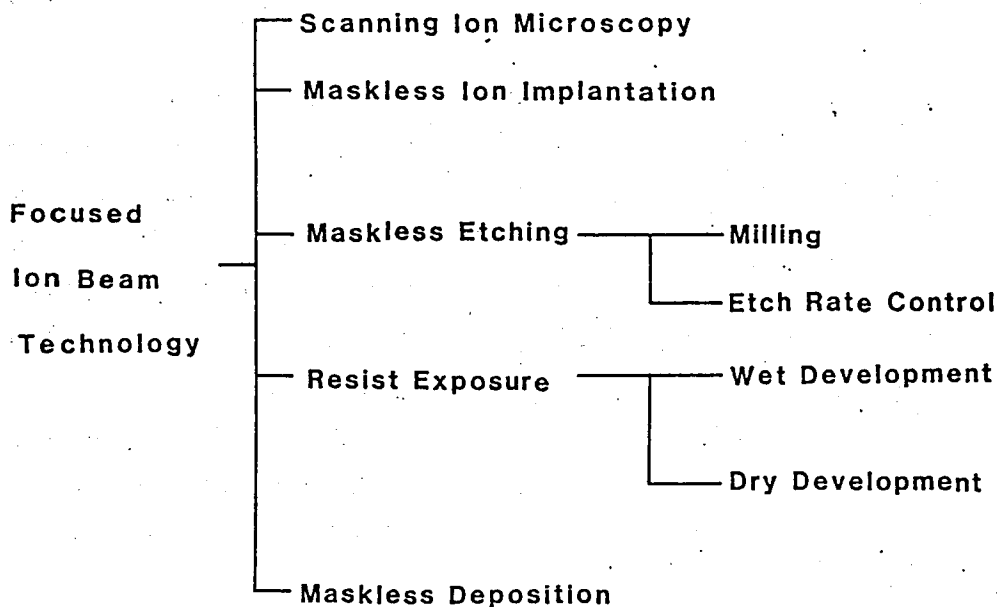 Focused
Ion Beam
Technology
Scanning Ion Microscopy
Maskless Ion Implantation
Maskless Etching
Milling
Etch Rate Control
Resist Exposure
Wet Development
Dry Development
Maskless Deposition